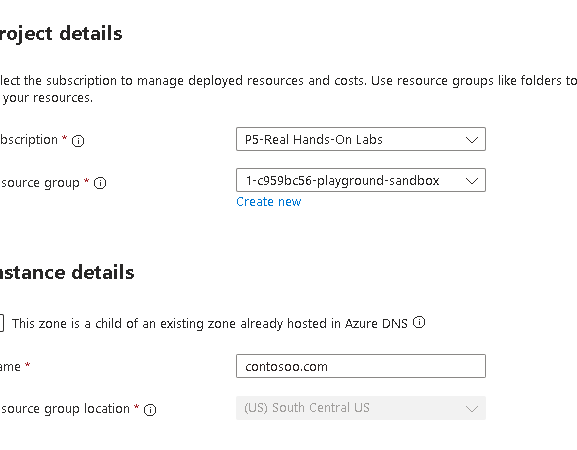 roject details
lect the subscription to manage deployed resources and costs. Use resource groups like folders to
your resources.
bscription *
P5-Real Hands-On Labs
source group *
1-c959bc56-playground-sandbox
Create new
nstance details
This zone is a child of an existing zone already hosted in Azure DNS
ame *
contosoo.com
source group location *
(US) South Central US